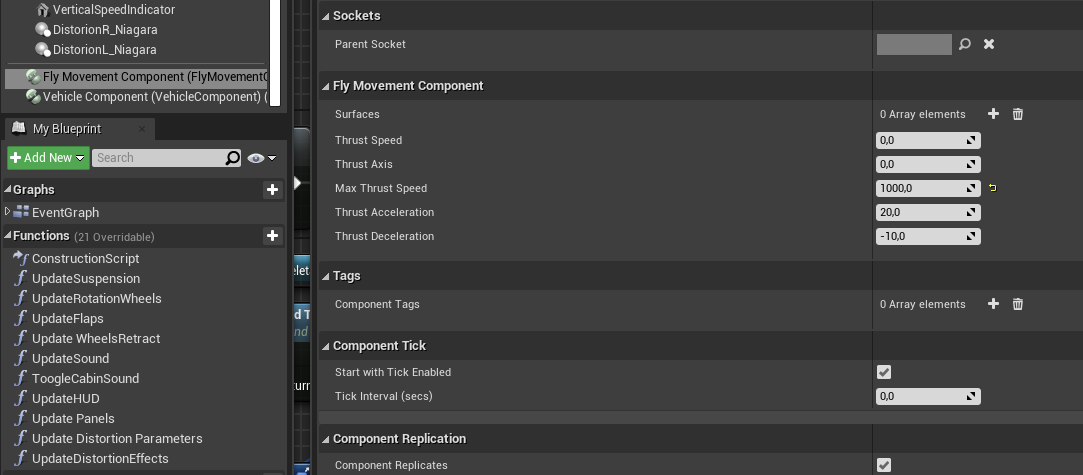 VerticalSpeedIndicator
DistorionR_Niagara
DistorionL_Niagara
Fly Movement Component (FlyMovementC
Vehicle Component (VehicleComponent) (
My Blueprint
Add New
Search
Graphs
EventGraph
Functions (21 Overridable)
ConstructionScript
UpdateSuspension
UpdateRotationWheels
UpdateFlaps
Update WheelsRetract
UpdateSound
ToogleCabinSound
UpdateHUD
Update Panels
Update Distortion Parameters
UpdateDistortionEffects
elet
d T
nd
turn
Sockets
Parent Socket
Fly Movement Component
Surfaces 0 Array elements
Thrust Speed 0,0
Thrust Axis 0,0
Max Thrust Speed 1000,0
Thrust Acceleration 20,0
Thrust Deceleration -10,0
Tags
Component Tags 0 Array elements
Component Tick
Start with Tick Enabled
Tick Interval (secs) 0,0
Component Replication
Component Replicates